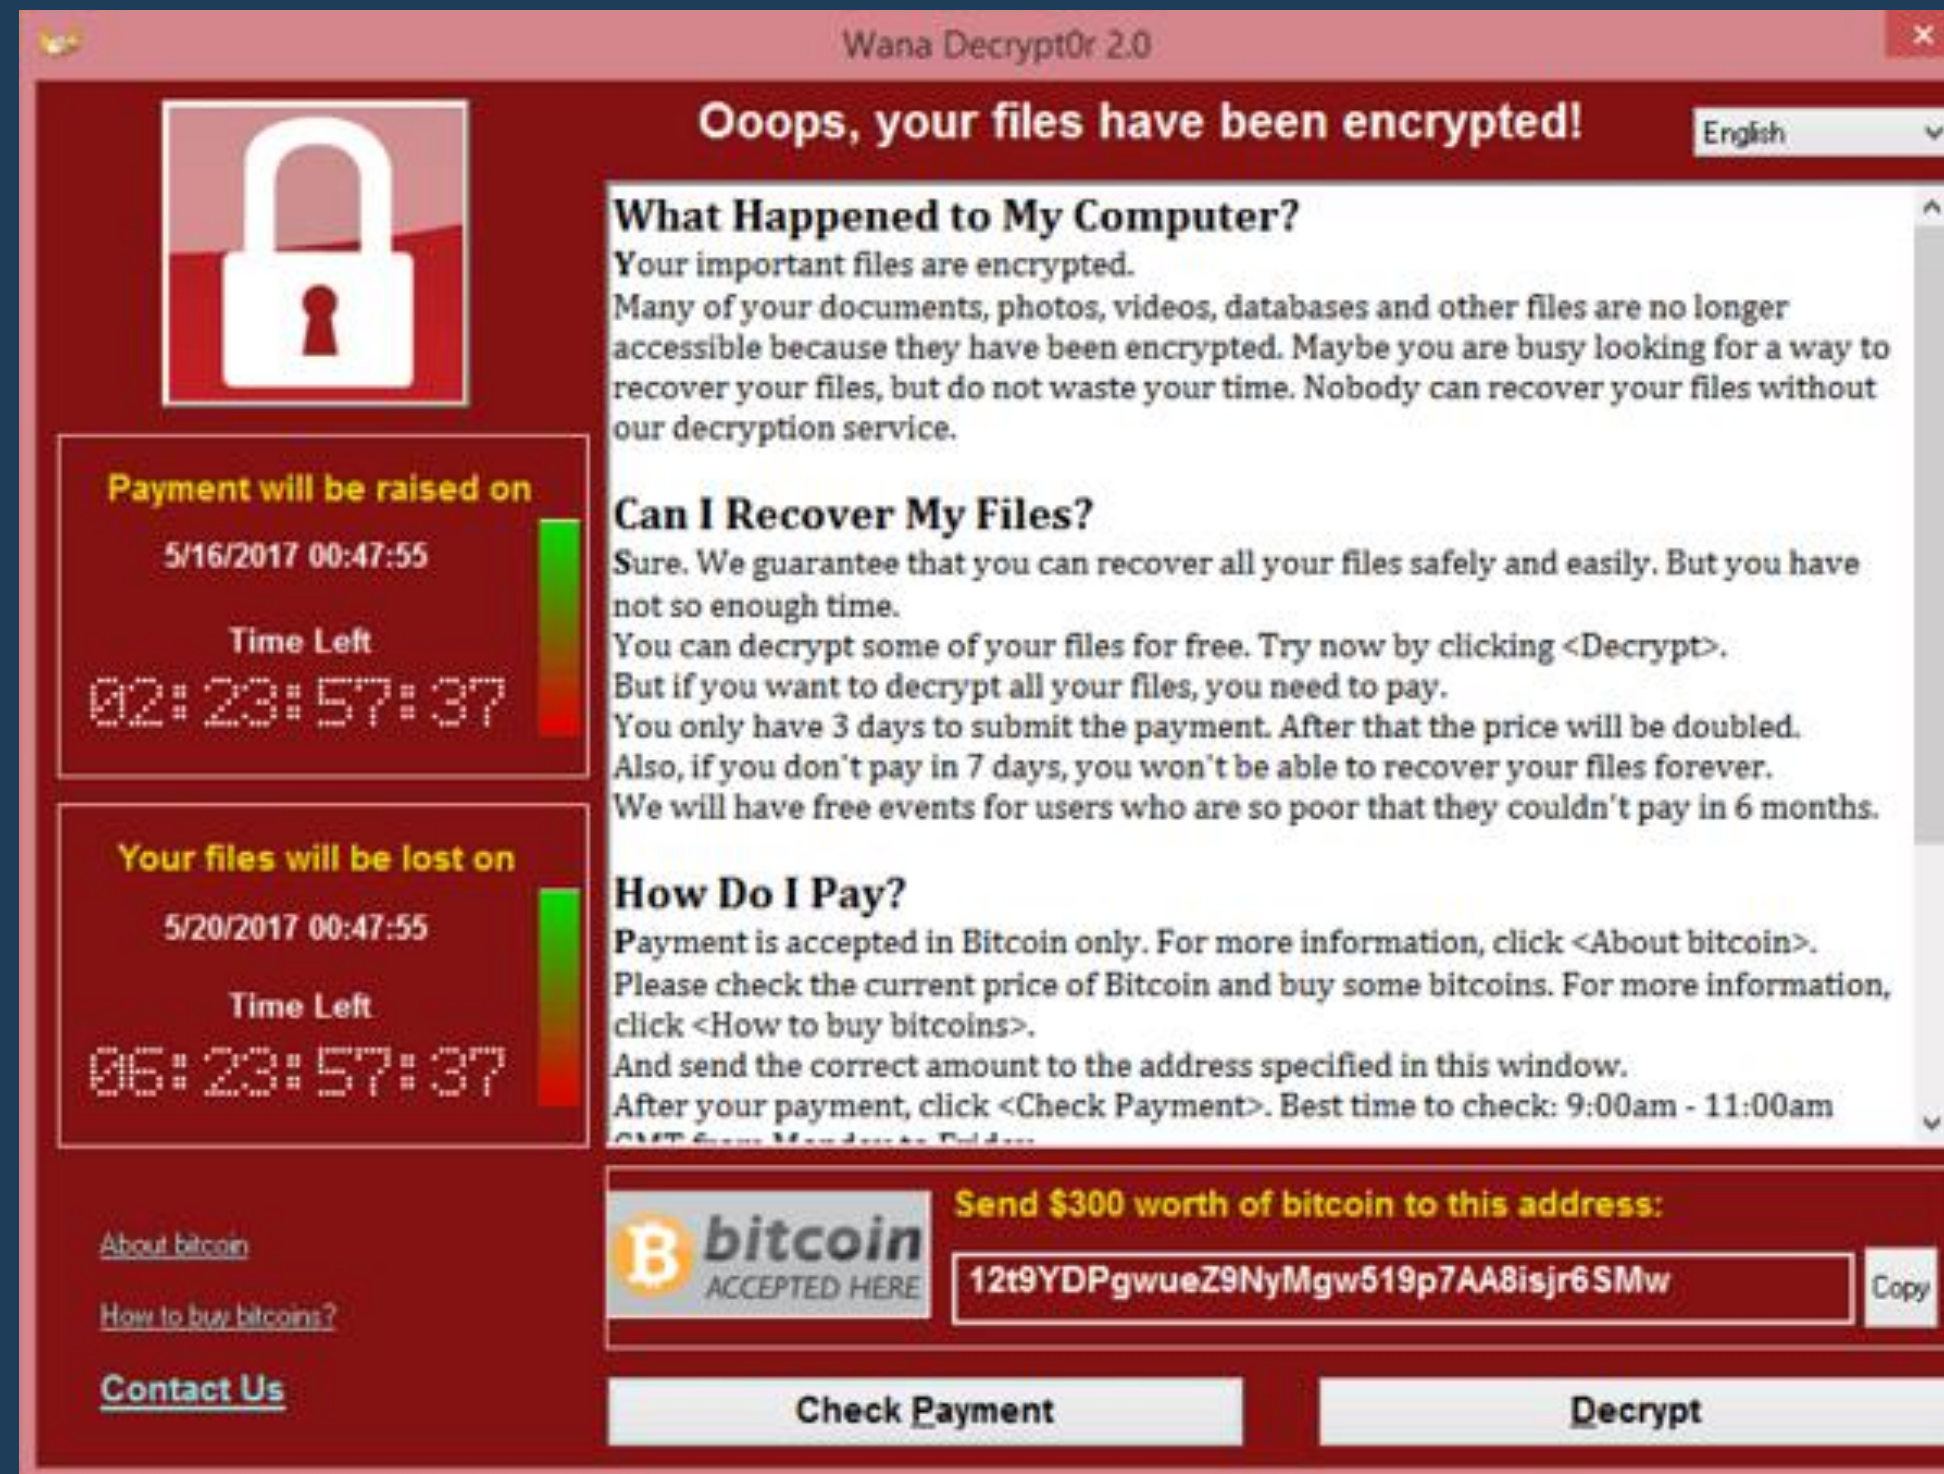 Wana Decrypt0r 2.0
Ooops, your files have been encrypted!
English
Payment will be raised on
5/16/2017 00:47:55
Time Left
02:23:57:37
Your files will be lost on
5/20/2017 00:47:55
Time Left
06:23:57:37
About bitcoin
How to buy bitcoins?
Contact Us
What Happened to My Computer?
Your important files are encrypted.
Many of your documents, photos, videos, databases and other files are no longer
accessible because they have been encrypted. Maybe you are busy looking for a way to
recover your files, but do not waste your time. Nobody can recover your files without
our decryption service.
Can I Recover My Files?
Sure. We guarantee that you can recover all your files safely and easily. But you have
not so enough time.
You can decrypt some of your files for free. Try now by clicking <Decrypt>.
But if you want to decrypt all your files, you need to pay.
You only have 3 days to submit the payment. After that the price will be doubled.
Also, if you don't pay in 7 days, you won't be able to recover your files forever.
We will have free events for users who are so poor that they couldn't pay in 6 months.
How Do I Pay?
Payment is accepted in Bitcoin only. For more information, click <About bitcoin>.
Please check the current price of Bitcoin and buy some bitcoins. For more information,
click <How to buy bitcoins>.
And send the correct amount to the address specified in this window.
After your payment, click <Check Payment>. Best time to check: 9:00am - 11:00am
GMT from Monday to Friday
bitcoin
ACCEPTED HERE
Send $300 worth of bitcoin to this address:
12t9YDPgwueZ9NyMgw519p7AA8isjr6SMw
Copy
Check Payment
Decrypt